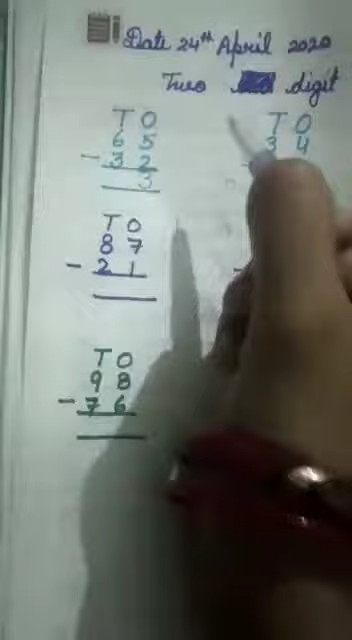 Date 24th April 2020
Two digit
T O
6 5
- 3 2
3
T O
8 7
- 2 1
T O
9 8
- 7 6
T O
3 4
-